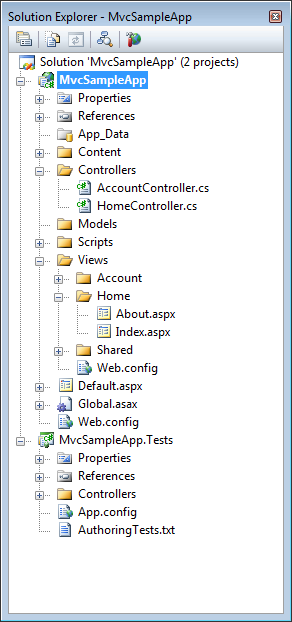 Solution Explorer - MvcSampleApp
Solution 'MvcSampleApp' (2 projects)
MvcSampleApp
Properties
References
App_Data
Content
Controllers
AccountController.cs
HomeController.cs
Models
Scripts
Views
Account
Home
About.aspx
Index.aspx
Shared
Web.config
Default.aspx
Global.asax
Web.config
MvcSampleApp.Tests
Properties
References
Controllers
App.config
AuthoringTests.txt